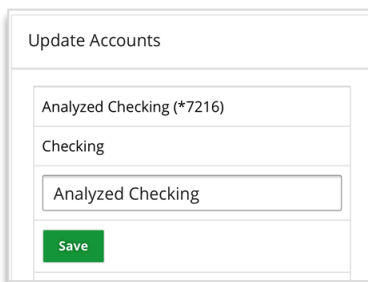 Update Accounts
Analyzed Checking (*7216)
Checking
Analyzed Checking
Save